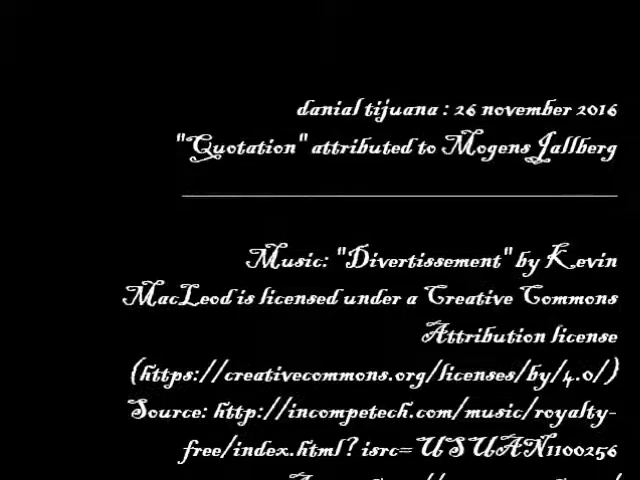 danial tijuana : 26 november 2016
"Quotation" attributed to Mogens Jallberg
Music: "Divertissement" by Kevin
MacLeod is licensed under a Creative Commons
Attribution license
(https://creativecommons.org/licenses/by/4.0/)
Source: http://incompetech.com/music/royalty-
free/index.html?isrc=USUAN1100256